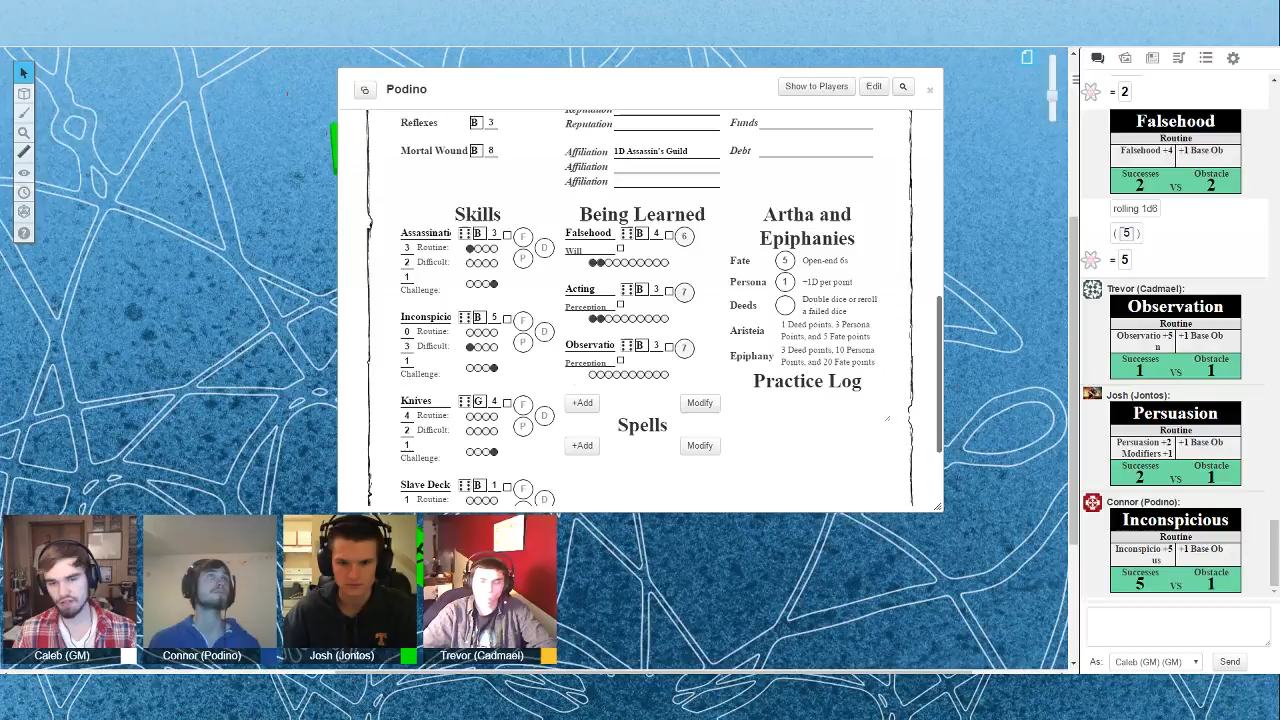 Podino
Show to Players
Edit
Reflexes B 3
Mortal Wound B 8
Reputation
Reputation
Affiliation 1D Assassin's Guild
Affiliation
Affiliation
Funds
Debt
Skills
Assassinatic B 3 F
3 Routine: D
2 Difficult: P
1
Challenge:
Inconspicio B 5 F
0 Routine: D
3 Difficult: P
1
Challenge:
Knives G 4 F
4 Routine: D
2 Difficult: P
1
Challenge:
Slave Deck B 1 F
1 Routine: D
Being Learned
Falsehood B 4 6
Will
Acting B 3 7
Perception
Observatio B 3 7
Perception
+Add Modify
Spells
+Add Modify
Artha and
Epiphanies
Fate 5 Open-end 6s
Persona 1 +1D per point
Deeds Double dice or reroll
a failed dice
Aristeia 1 Deed points, 3 Persona
Points, and 5 Fate points
Epiphany 3 Deed points, 10 Persona
Points, and 20 Fate points
Practice Log
= 2
Falsehood
Routine
Falsehood +4 +1 Base Ob
Successes Obstacle
2 VS 2
rolling 1d6
( 5 )
= 5
Trevor (Cadmael):
Observation
Routine
Observatio +5 +1 Base Ob
n
Successes Obstacle
1 VS 1
Josh (Jontos):
Persuasion
Routine
Persuasion +2 +1 Base Ob
Modifiers +1
Successes Obstacle
2 VS 1
Connor (Podino):
Inconspicious
Routine
Inconspicio +5 +1 Base Ob
us
Successes Obstacle
5 VS 1
As: Caleb (GM) (GM) Send
Caleb (GM)
Connor (Podino)
Josh (Jontos)
Trevor (Cadmael)